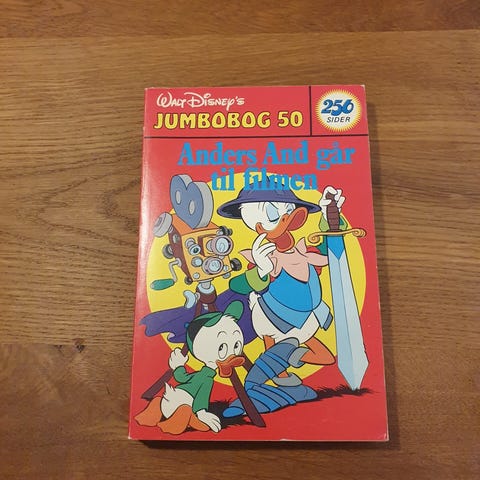 Walt Disney's
JUMBOBOG 50
256
SIDER
Anders And går
til filmen